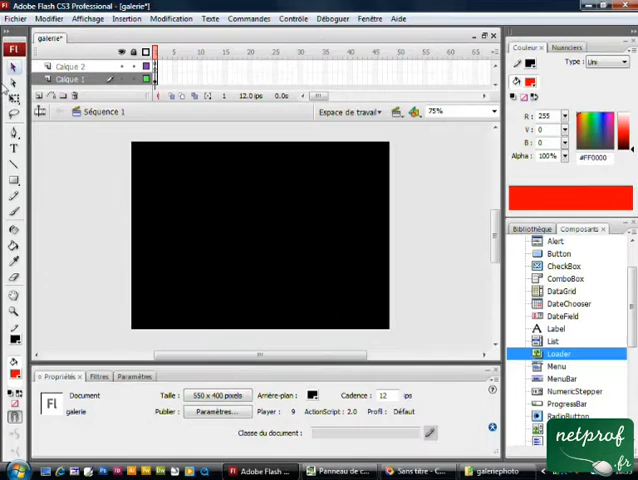 Fl Adobe Flash CS3 Professional - [galerie*]
Fichier Modifier Affichage Insertion Modification Texte Commandes Contrôle Déboguer Fenêtre Aide
galerie*
5 10 15 20 25 30 35 40 45 50 55 60 65 70 75
Calque 2
Calque 1
1 12.0 ips 0.0s
Séquence 1
Espace de travail
75%
Couleur
Nuanciers
Type : Uni
R : 255
V : 0
B : 0
Alpha : 100%
#FF0000
Bibliothèque
Composants
Alert
Button
CheckBox
ComboBox
DataGrid
DateChooser
DateField
Label
List
Loader
Menu
MenuBar
NumericStepper
ProgressBar
RadioButton
Propriétés
Filtres
Paramètres
Fl
Document
galerie
Taille : 550 x 400 pixels Arrière-plan : Cadence : 12 ips
Publier : Paramètres... Player : 9 ActionScript : 2.0 Profil : Défaut
Classe du document :
netprof
.fr
Adobe Flash ...
Panneau de c...
Sans titre - C...
galeriephoto